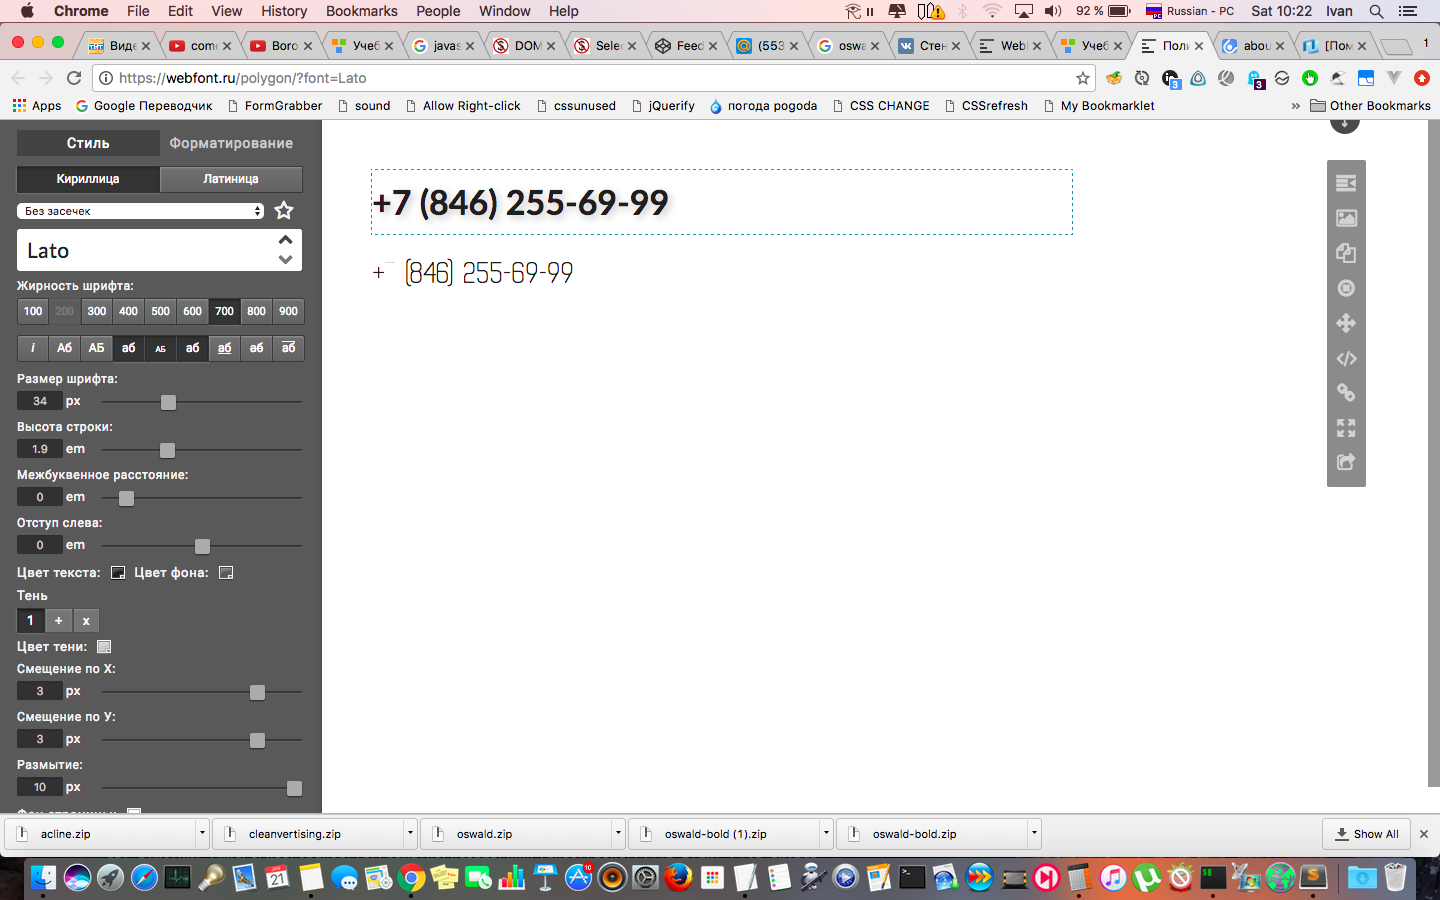 Chrome File Edit View History Bookmarks People Window Help 92 % Russian - PC Sat 10:22 Ivan
Виде come Borc Учеб javas DOM Selec Feed (553 oswa Стен WebF Учеб Поли abou [Пом 1
https://webfont.ru/polygon/?font=Lato
Apps Google Переводчик FormGrabber sound Allow Right-click cssunused jQuerify погода pogoda CSS CHANGE CSSrefresh My Bookmarklet » Other Bookmarks
Стиль Форматирование
Кириллица Латиница
Без засечек
Lato
Жирность шрифта:
100 200 300 400 500 600 700 800 900
i Аб АБ аб АБ аб аб аб аб
Размер шрифта:
34 px
Высота строки:
1.9 em
Межбуквенное расстояние:
0 em
Отступ слева:
0 em
Цвет текста: Цвет фона:
Тень
1 + x
Цвет тени:
Смещение по X:
3 px
Смещение по У:
3 px
Размытие:
10 px
+7 (846) 255-69-99
+7 (846) 255-69-99
acline.zip cleanvertising.zip oswald.zip oswald-bold (1).zip oswald-bold.zip Show All